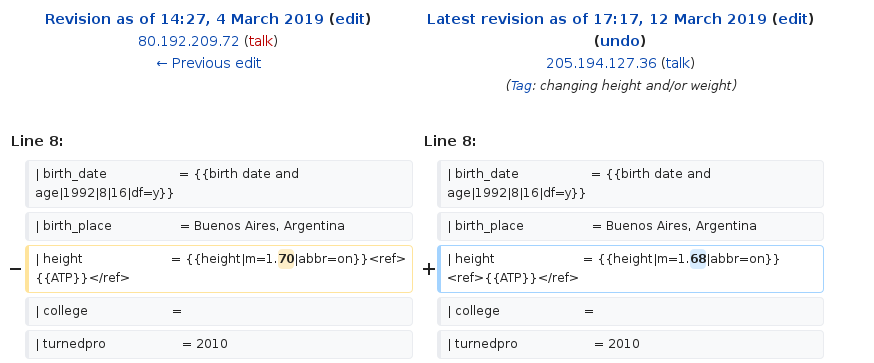 Revision as of 14:27, 4 March 2019 (edit)
80.192.209.72 (talk)
← Previous edit
Latest revision as of 17:17, 12 March 2019 (edit)
(undo)
205.194.127.36 (talk)
(Tag: changing height and/or weight)
Line 8:
Line 8:
| birth_date = {{birth date and
age|1992|8|16|df=y}}
| birth_date = {{birth date and
age|1992|8|16|df=y}}
| birth_place = Buenos Aires, Argentina
| birth_place = Buenos Aires, Argentina
− | height = {{height|m=1.70|abbr=on}}<ref>
{{ATP}}</ref>
+ | height = {{height|m=1.68|abbr=on}}
<ref>{{ATP}}</ref>
| college =
| college =
| turnedpro = 2010
| turnedpro = 2010